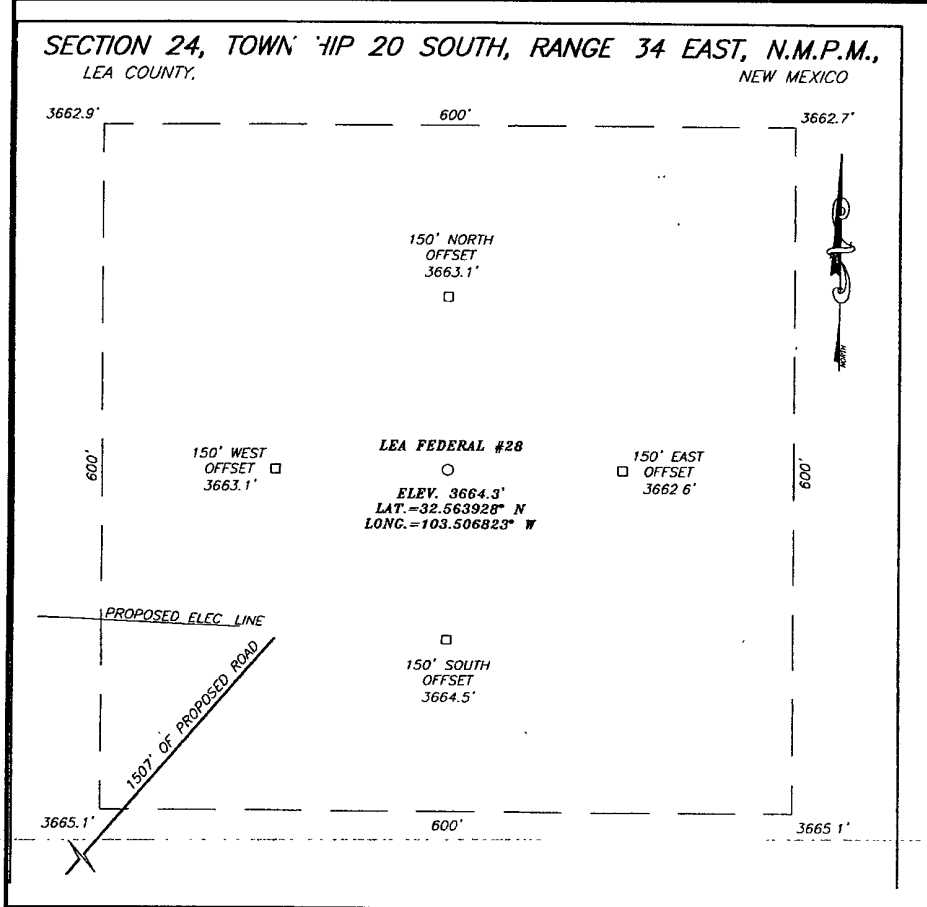 SECTION 24, TOWN HIP 20 SOUTH, RANGE 34 EAST, N.M.P.M.,
LEA COUNTY,
NEW MEXICO
3662.9'
600'
3662.7'
150' NORTH
OFFSET
3663.1'
NORTH
600'
150' WEST
OFFSET
3663.1'
LEA FEDERAL #28
ELEV. 3664.3'
LAT.=32.563928° N
LONG.=103.506823° W
150' EAST
OFFSET
3662 6'
600'
PROPOSED ELEC LINE
1507' OF PROPOSED ROAD
150' SOUTH
OFFSET
3664.5'
3665.1'
600'
3665 1'